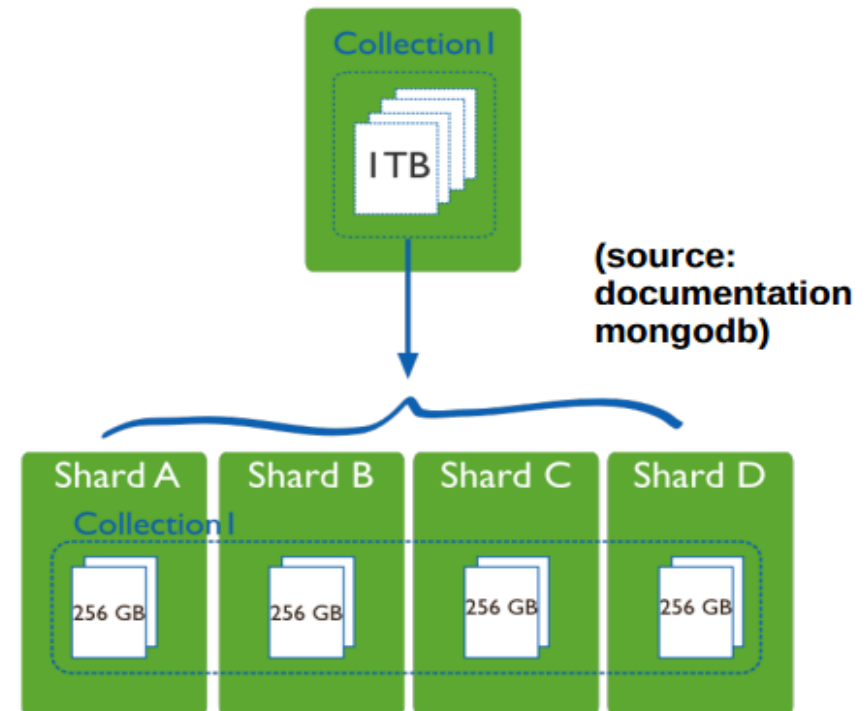 Collection1
1TB
(source:
documentation
mongodb)
Shard A
Shard B
Shard C
Shard D
Collection1
256 GB
256 GB
256 GB
256 GB